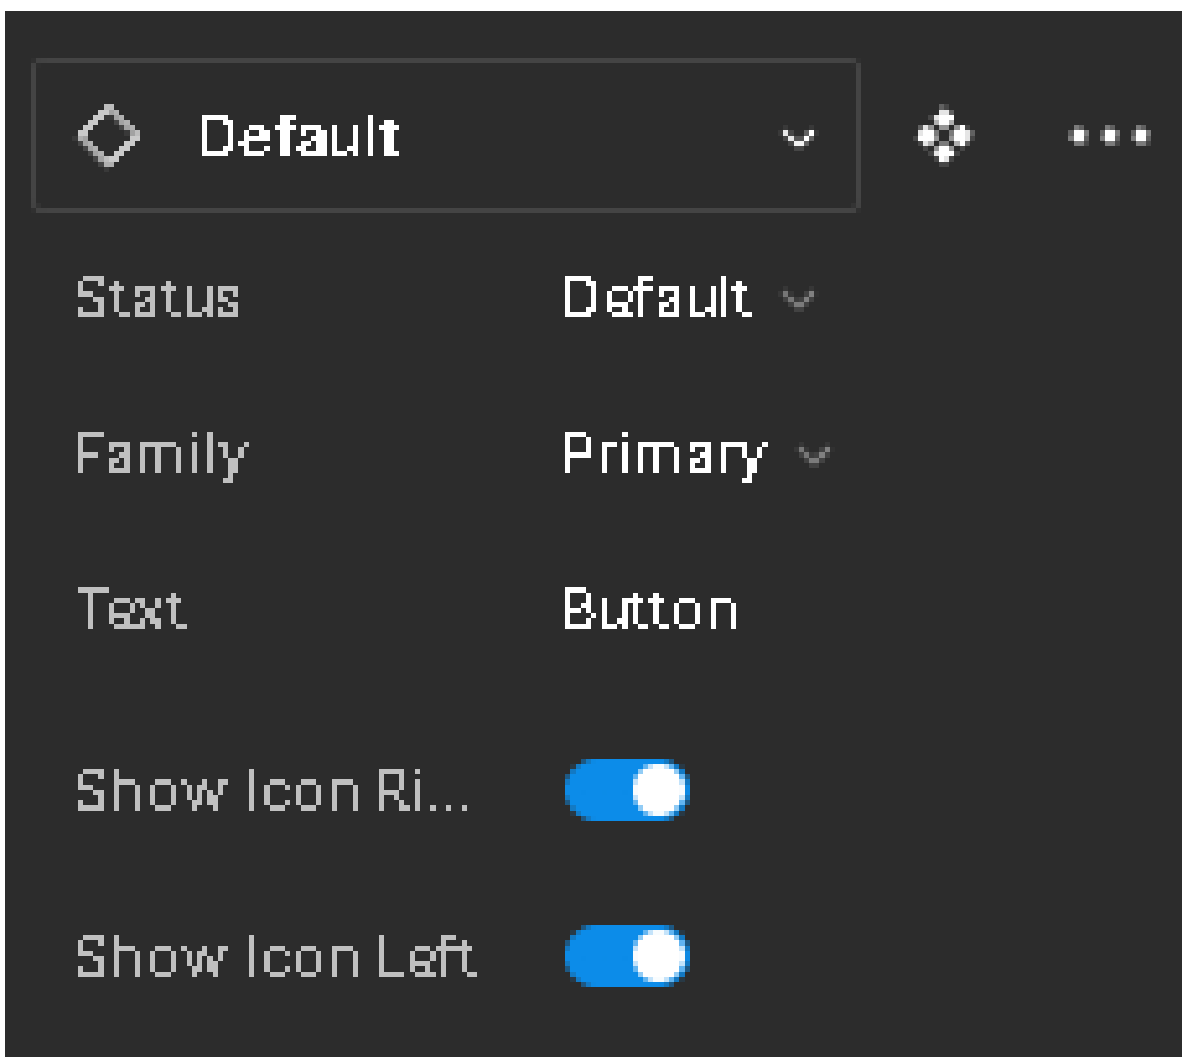 Default
Status Default
Family Primary
Text Button
Show Icon Ri...
Show Icon Left